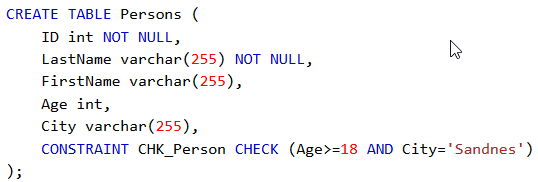 CREATE TABLE Persons (
    ID int NOT NULL,
    LastName varchar(255) NOT NULL,
    FirstName varchar(255),
    Age int,
    City varchar(255),
    CONSTRAINT CHK_Person CHECK (Age>=18 AND City='Sandnes')
);